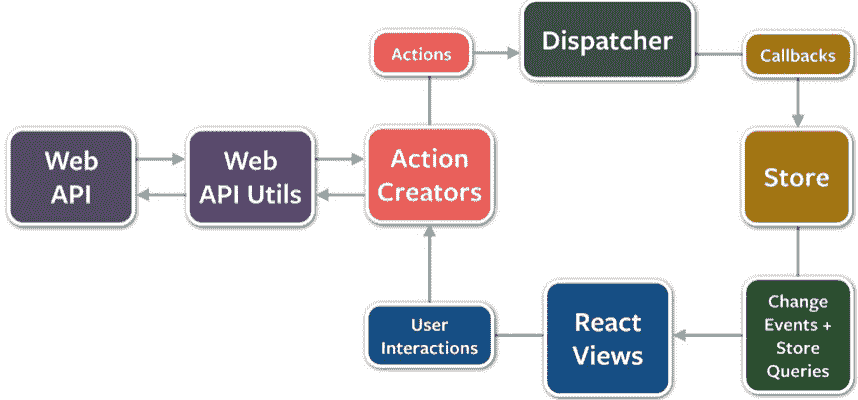 Actions
Dispatcher
Callbacks
Web
API
Web
API Utils
Action
Creators
Store
User
Interactions
React
Views
Change
Events +
Store
Queries